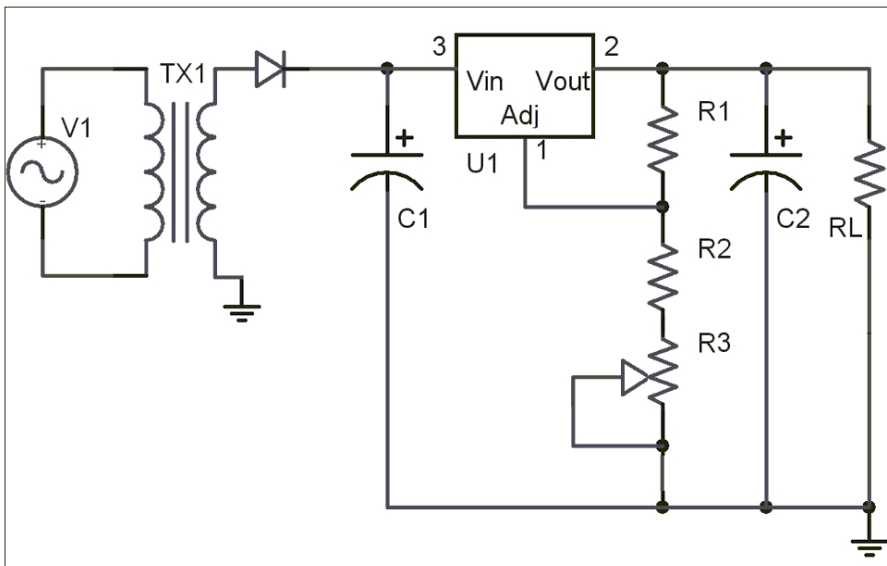 V1
+
-
TX1
3
2
Vin
Vout
Adj
1
U1
+
C1
R1
R2
R3
+
C2
RL